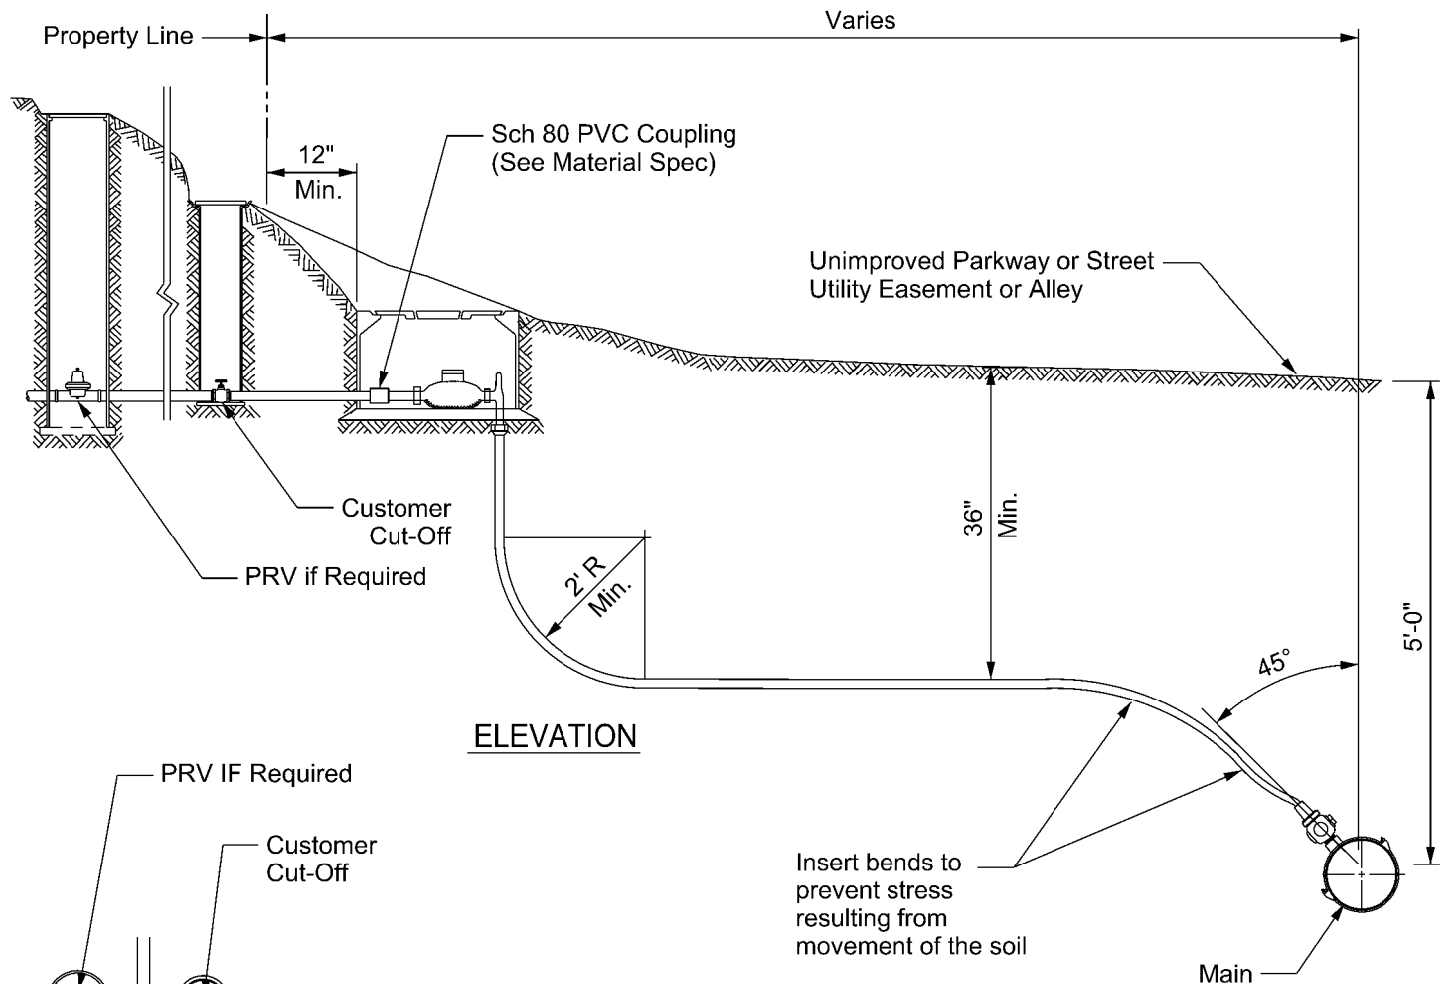 Varies
Property Line
Sch 80 PVC Coupling
(See Material Spec)
12"
Min.
Unimproved Parkway or Street
Utility Easement or Alley
Customer
Cut-Off
36"
Min.
PRV if Required
2' R
Min.
5'-0"
45°
ELEVATION
PRV IF Required
Customer
Cut-Off
Insert bends to
prevent stress
resulting from
movement of the soil
Main